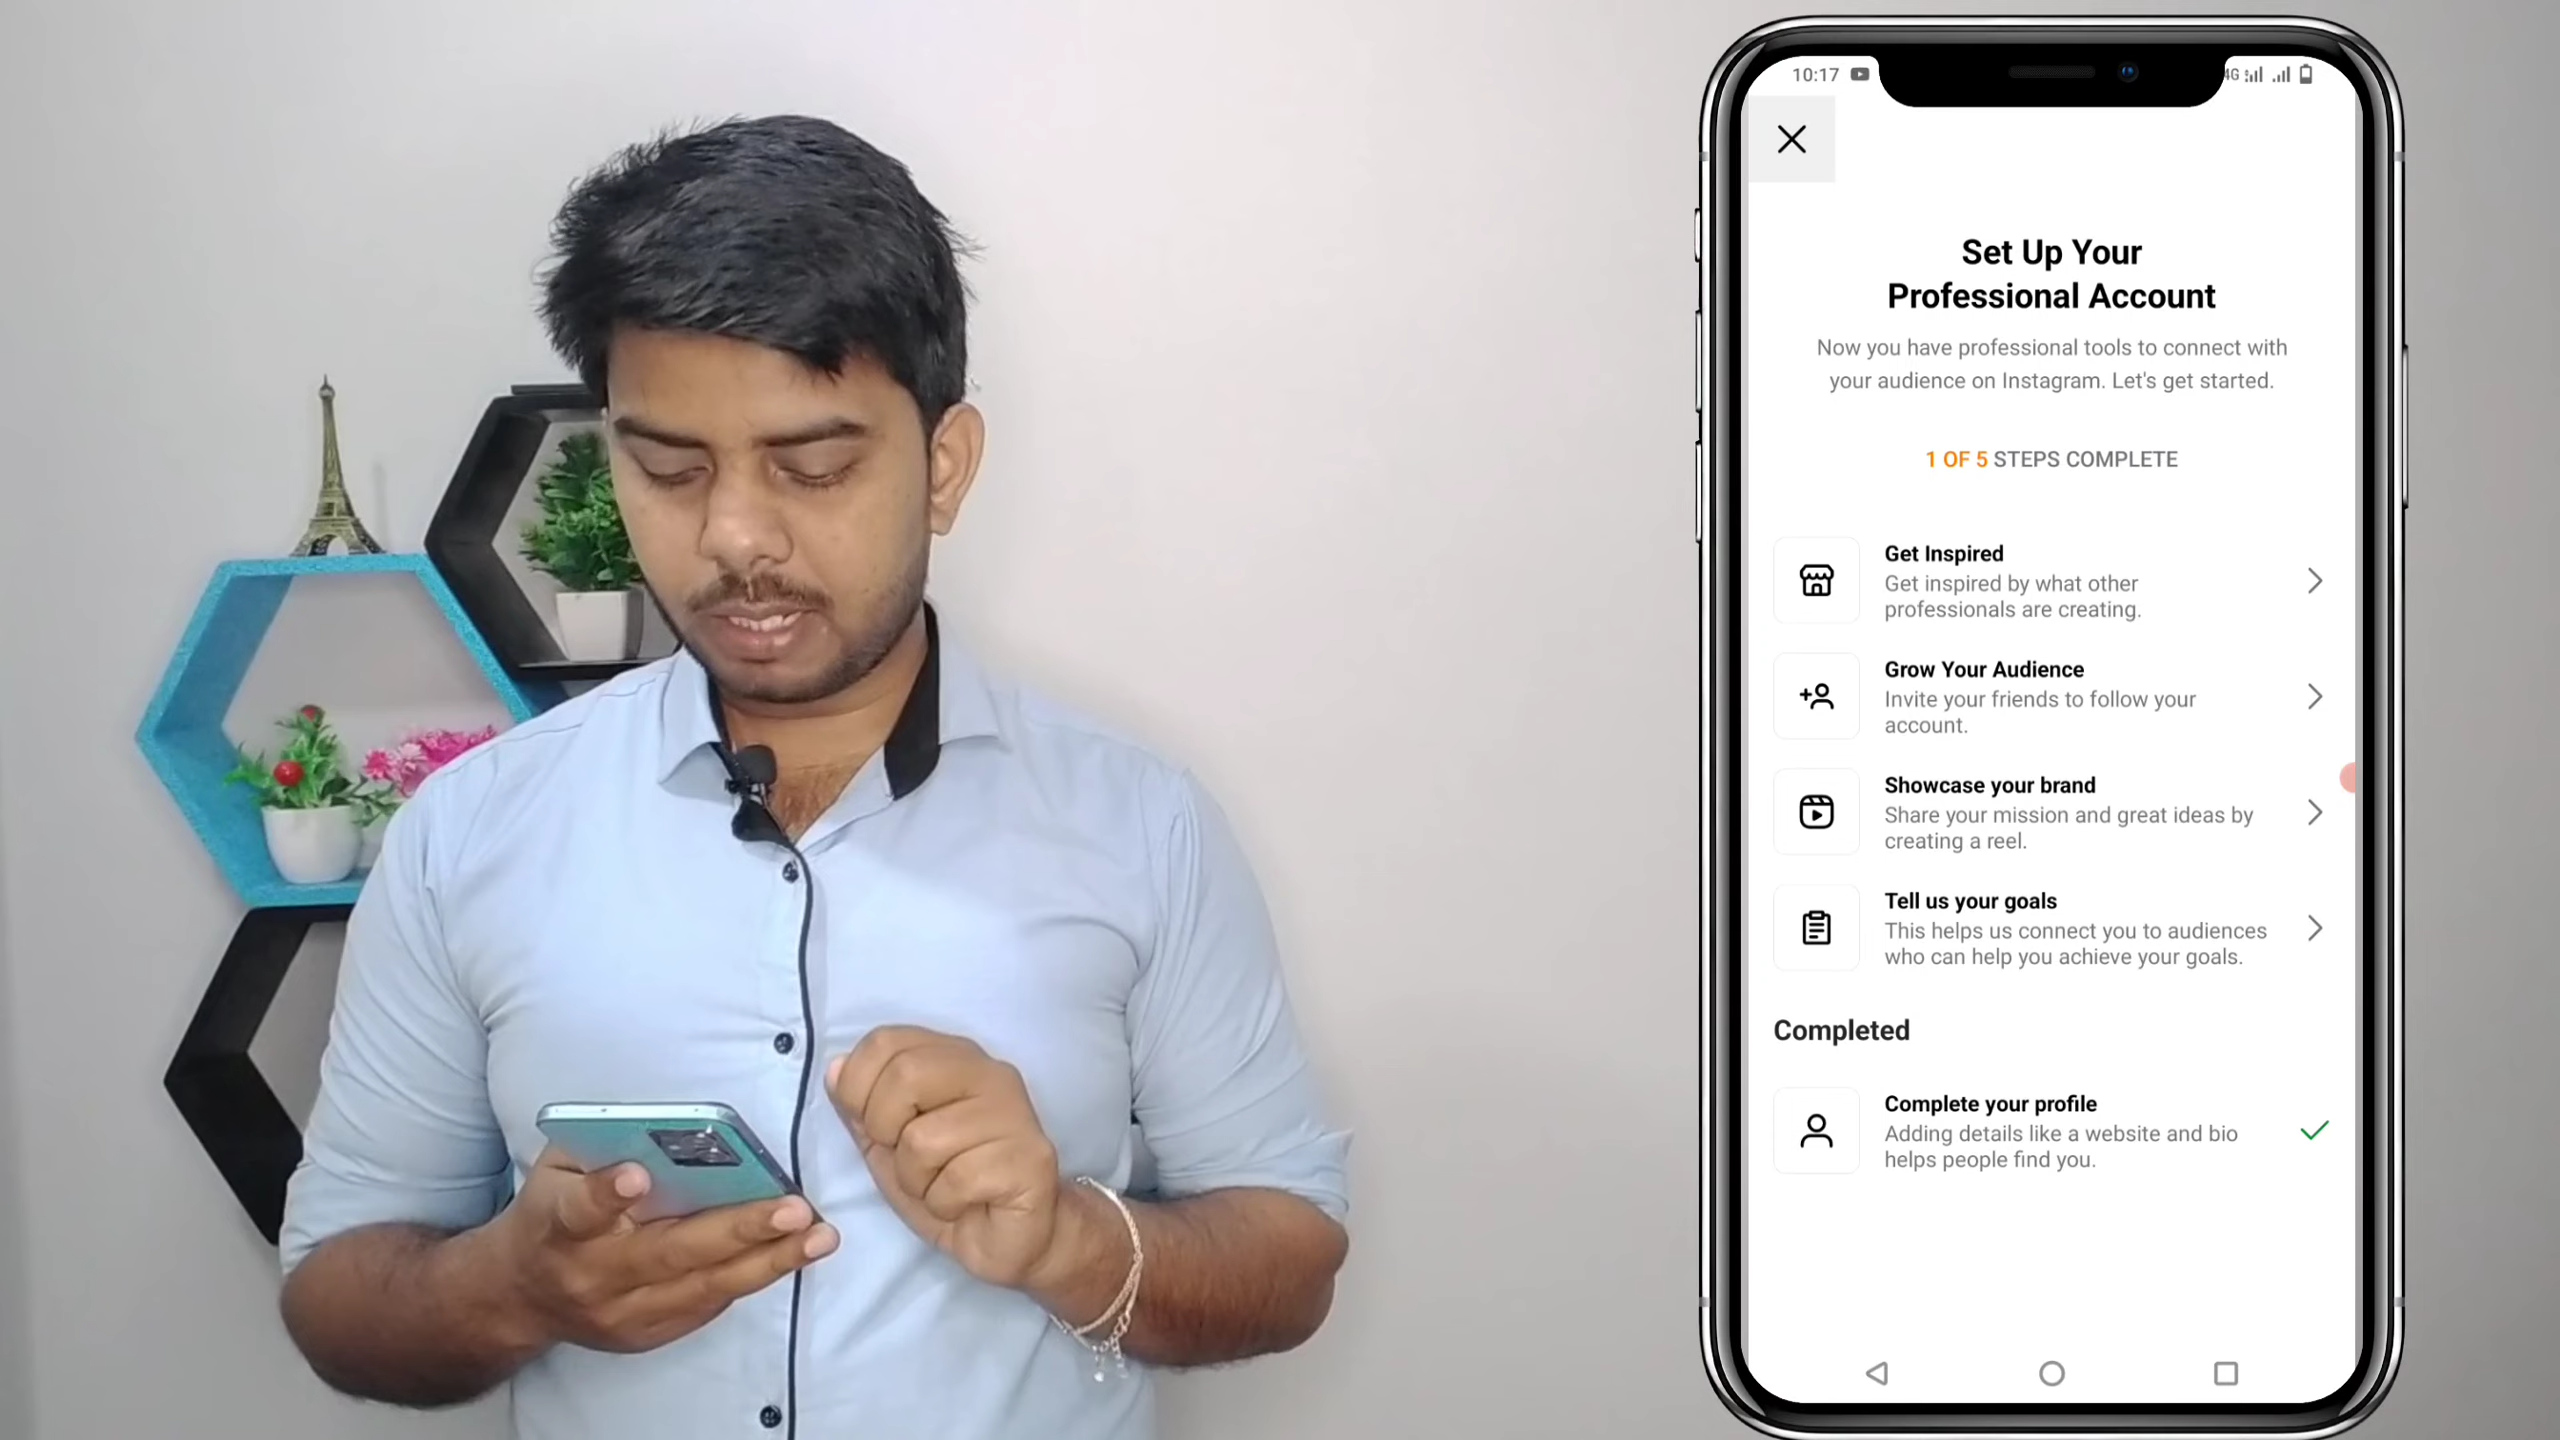 10:17
4G
Set Up Your
Professional Account
Now you have professional tools to connect with
your audience on Instagram. Let's get started.
1 OF 5 STEPS COMPLETE
Get Inspired
Get inspired by what other
professionals are creating.
Grow Your Audience
Invite your friends to follow your
account.
Showcase your brand
Share your mission and great ideas by
creating a reel.
Tell us your goals
This helps us connect you to audiences
who can help you achieve your goals.
Completed
Complete your profile
Adding details like a website and bio
helps people find you.